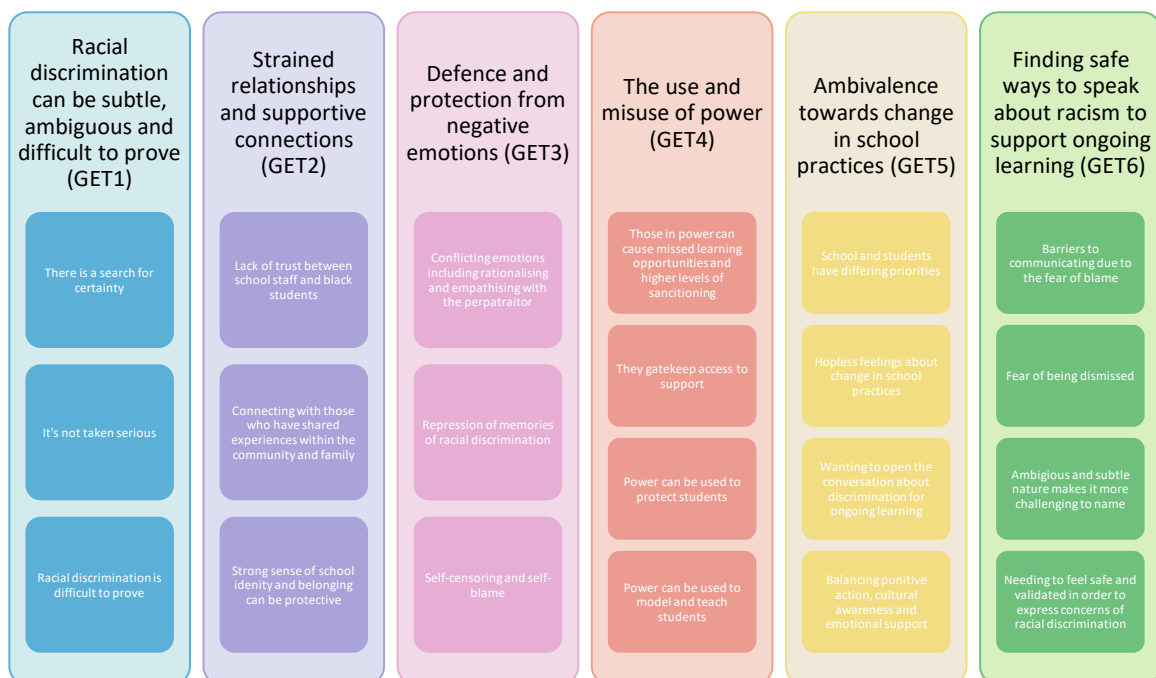 Racial
discrimination
can be subtle,
ambiguous and
difficult to prove
(GET1)
There is a search for
certainty
It's not taken serious
Racial discrimination is
difficult to prove
Strained
relationships
and supportive
connections
(GET2)
Lack of trust between
school staff and black
students
Connecting with those
who have shared
experiences within the
community and family
Strong sense of school
idenity and belonging
can be protective
Defence and
protection from
negative
emotions (GET3)
Conflicting emotions
including rationalising
and empathising with
the perpatraitor
Repression of memories
of racial discrimination
Self-censoring and self-
blame
The use and
misuse of power
(GET4)
Those in power can
cause missed learning
opportunities and
higher levels of
sancitioning
They gatekeep access to
support
Power can be used to
protect students
Power can be used to
model and teach
students
Ambivalence
towards change
in school
practices (GET5)
School and students
have differing priorities
Hopless feelings about
change in school
practices
Wanting to open the
conversation about
discrimination for
ongoing learning
Balancing punitive
action, cultural
awareness and
emotional support
Finding safe
ways to speak
about racism to
support ongoing
learning (GET6)
Barriers to
communicating due to
the fear of blame
Fear of being dismissed
Ambigious and subtle
nature makes it more
challenging to name
Needing to feel safe and
validated in order to
express concerns of
racial discrimination